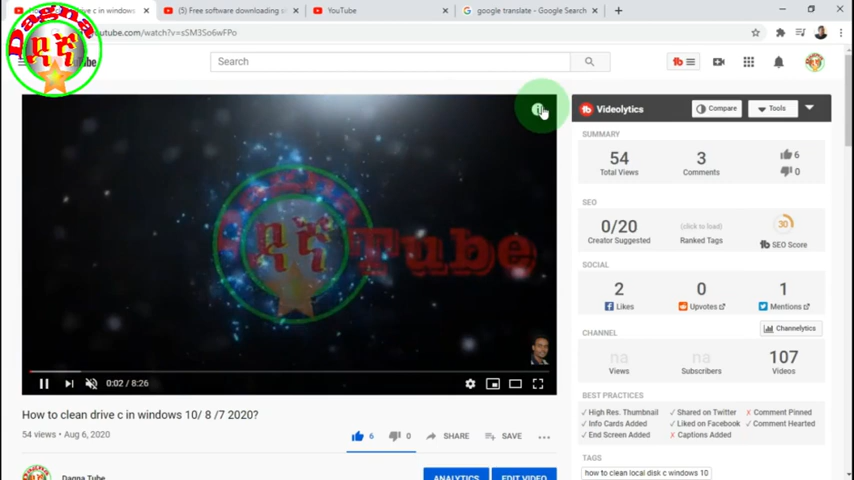 drive c in windows
(5) Free software downloading
YouTube
google translate - Google Search
utube.com/watch?v=sSM3So6wFPo
Dagna
ዳኛ
Search
Dagna
ዳኛ Tube
0:02 / 8:26
How to clean drive c in windows 10/ 8 /7 2020?
54 views • Aug 6, 2020
6
0
SHARE
SAVE
...
Dagna Tube
ANALYTICS
EDIT VIDEO
Videolytics
Compare
Tools
SUMMARY
54
3
6
0
Total Views
Comments
SEO
0/20
(click to load)
30
Creator Suggested
Ranked Tags
SEO Score
SOCIAL
2
0
1
Likes
Upvotes
Mentions
CHANNEL
Channelytics
na
na
107
Views
Subscribers
Videos
BEST PRACTICES
✓ High Res. Thumbnail ✓ Shared on Twitter ✗ Comment Pinned
✓ Info Cards Added ✓ Liked on Facebook ✓ Comment Hearted
✓ End Screen Added ✗ Captions Added
TAGS
how to clean local disk c windows 10